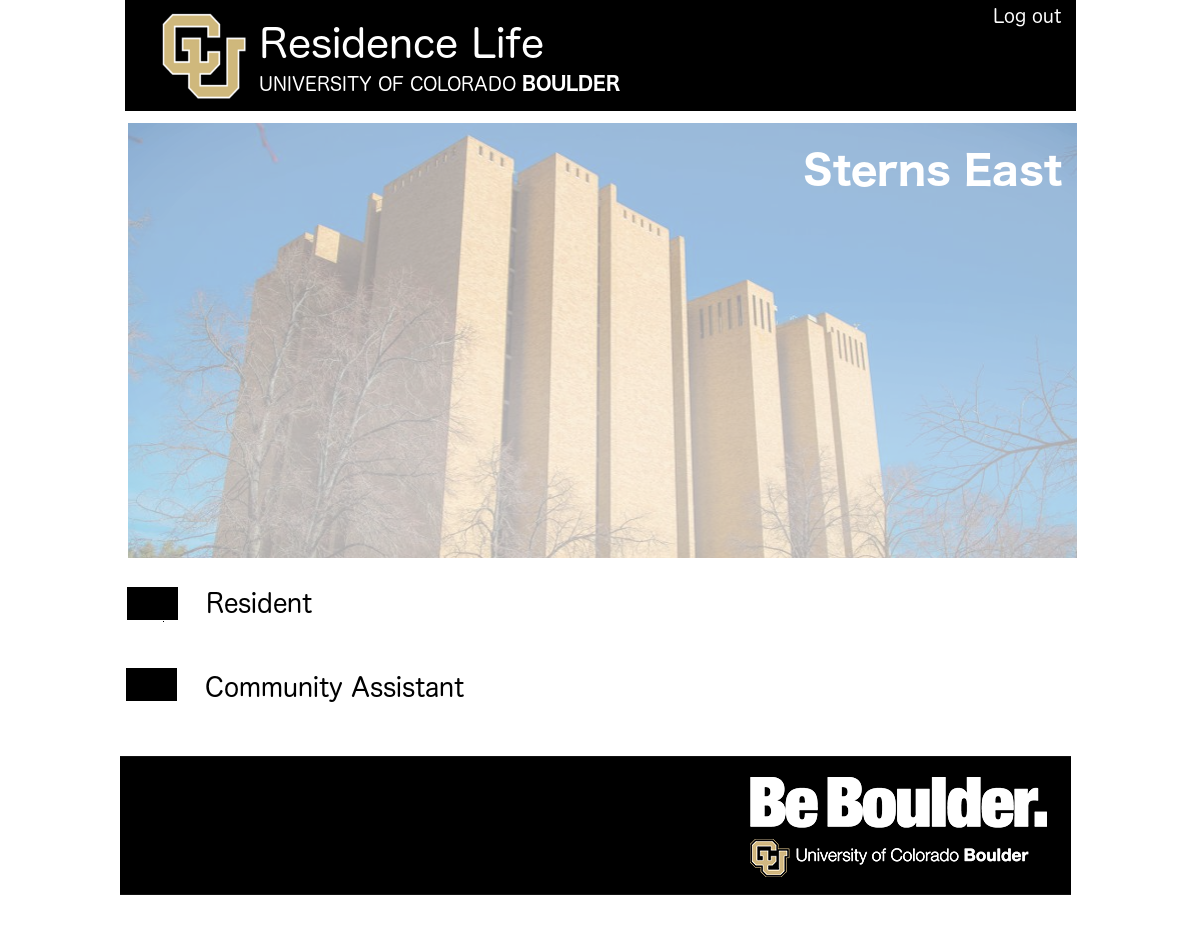 Log out
Residence Life
UNIVERSITY OF COLORADO BOULDER
Sterns East
Resident
Community Assistant
Be Boulder.
University of Colorado Boulder